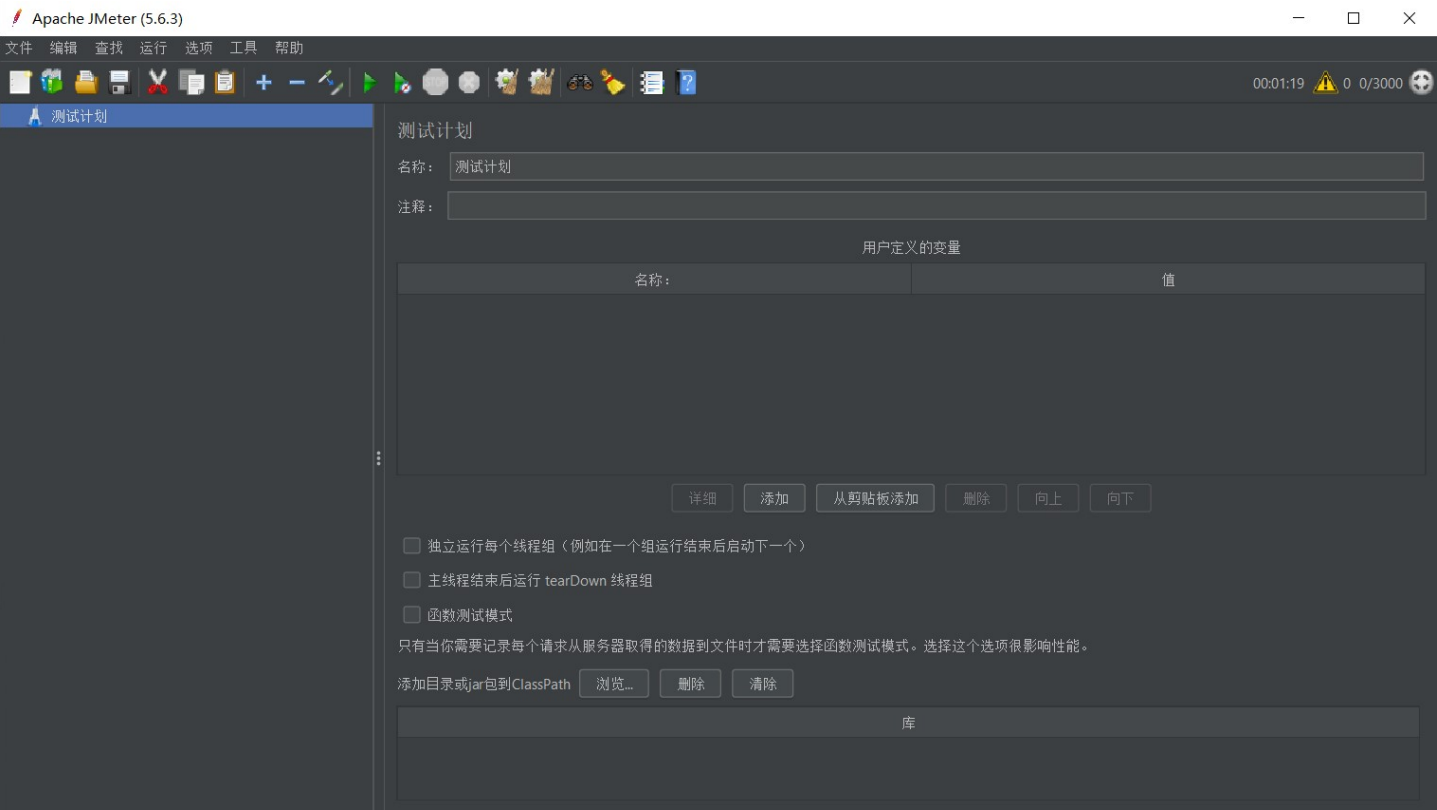 Apache JMeter (5.6.3)
文件 编辑 查找 运行 选项 工具 帮助
STOP
00:01:19 0 0/3000
测试计划
测试计划
名称： 测试计划
注释：
用户定义的变量
名称： 值
详细 添加 从剪贴板添加 删除 向上 向下
独立运行每个线程组（例如在一个组运行结束后启动下一个）
主线程结束后运行 tearDown 线程组
函数测试模式
只有当你需要记录每个请求从服务器取得的数据到文件时才需要选择函数测试模式。选择这个选项很影响性能。
添加目录或jar包到ClassPath 浏览... 删除 清除
库